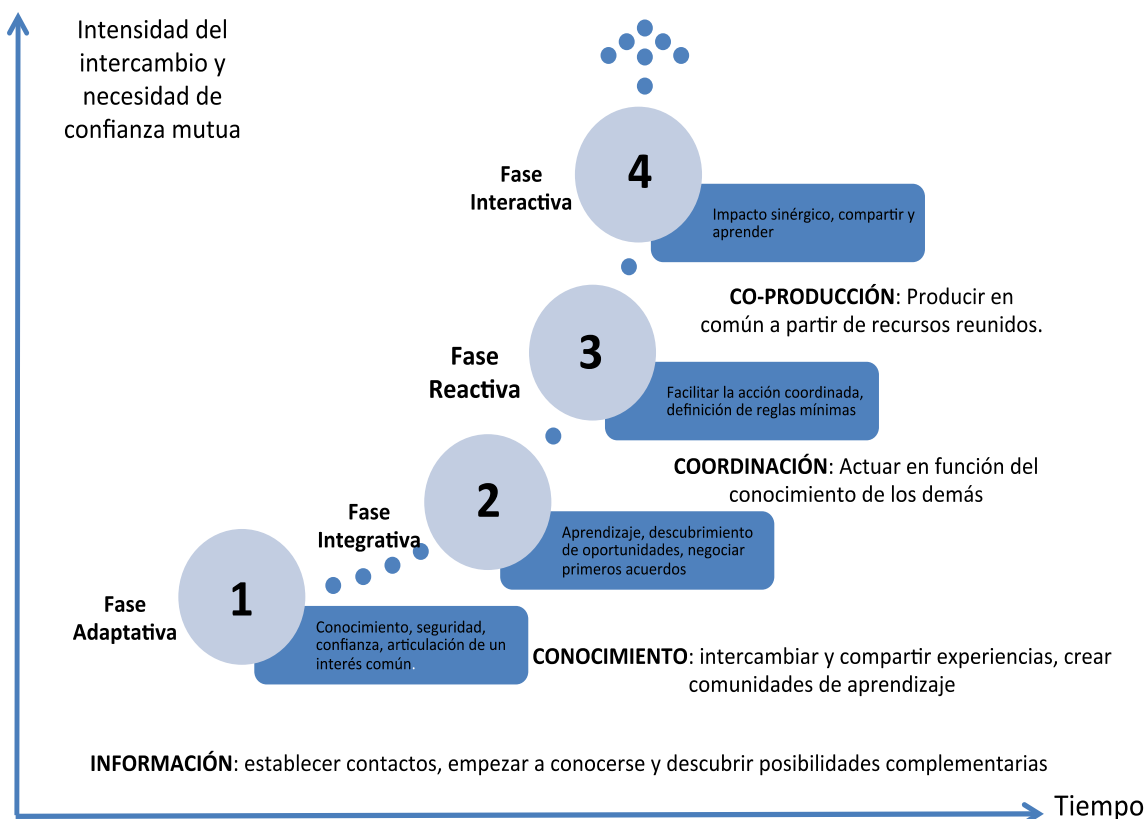 Intensidad del
intercambio y
necesidad de
confianza mutua
4
Fase
Interactiva
Impacto sinérgico, compartir y
aprender
CO-PRODUCCIÓN: Producir en
común a partir de recursos reunidos.
3
Fase
Reactiva
Facilitar la acción coordinada,
definición de reglas mínimas
COORDINACIÓN: Actuar en función del
conocimiento de los demás
2
Fase
Integrativa
Aprendizaje, descubrimiento
de oportunidades, negociar
primeros acuerdos
1
Fase
Adaptativa
Conocimiento, seguridad,
confianza, articulación de un
interés común.
CONOCIMIENTO: intercambiar y compartir experiencias, crear
comunidades de aprendizaje
INFORMACIÓN: establecer contactos, empezar a conocerse y descubrir posibilidades complementarias
Tiempo